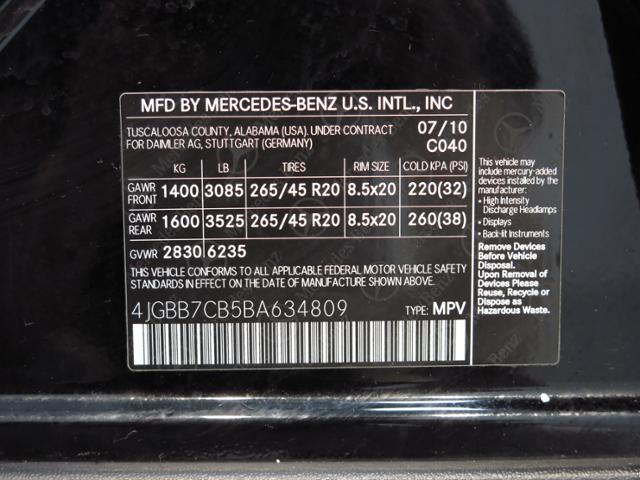 MFD BY MERCEDES-BENZ U.S. INTL., INC
TUSCALOOSA COUNTY, ALABAMA (USA). UNDER CONTRACT 07/10
FOR DAIMLER AG, STUTTGART (GERMANY) C040
KG LB TIRES RIM SIZE COLD KPA (PSI)
GAWR FRONT 1400 3085 265/45 R20 8.5x20 220(32)
GAWR REAR 1600 3525 265/45 R20 8.5x20 260(38)
GVWR 2830 6235
THIS VEHICLE CONFORMS TO ALL APPLICABLE FEDERAL MOTOR VEHICLE SAFETY
STANDARDS IN EFFECT ON THE DATE OF MANUFACTURE SHOWN ABOVE.
4JGBB7CB5BA634809 TYPE: MPV
This vehicle may
include mercury-added
devices installed by the
manufacturer:
• High Intensity
Discharge Headlamps
• Displays
• Back-lit Instruments
Remove Devices
Before Vehicle
Disposal.
Upon Removal of
Devices Please
Reuse, Recycle or
Dispose as
Hazardous Waste.